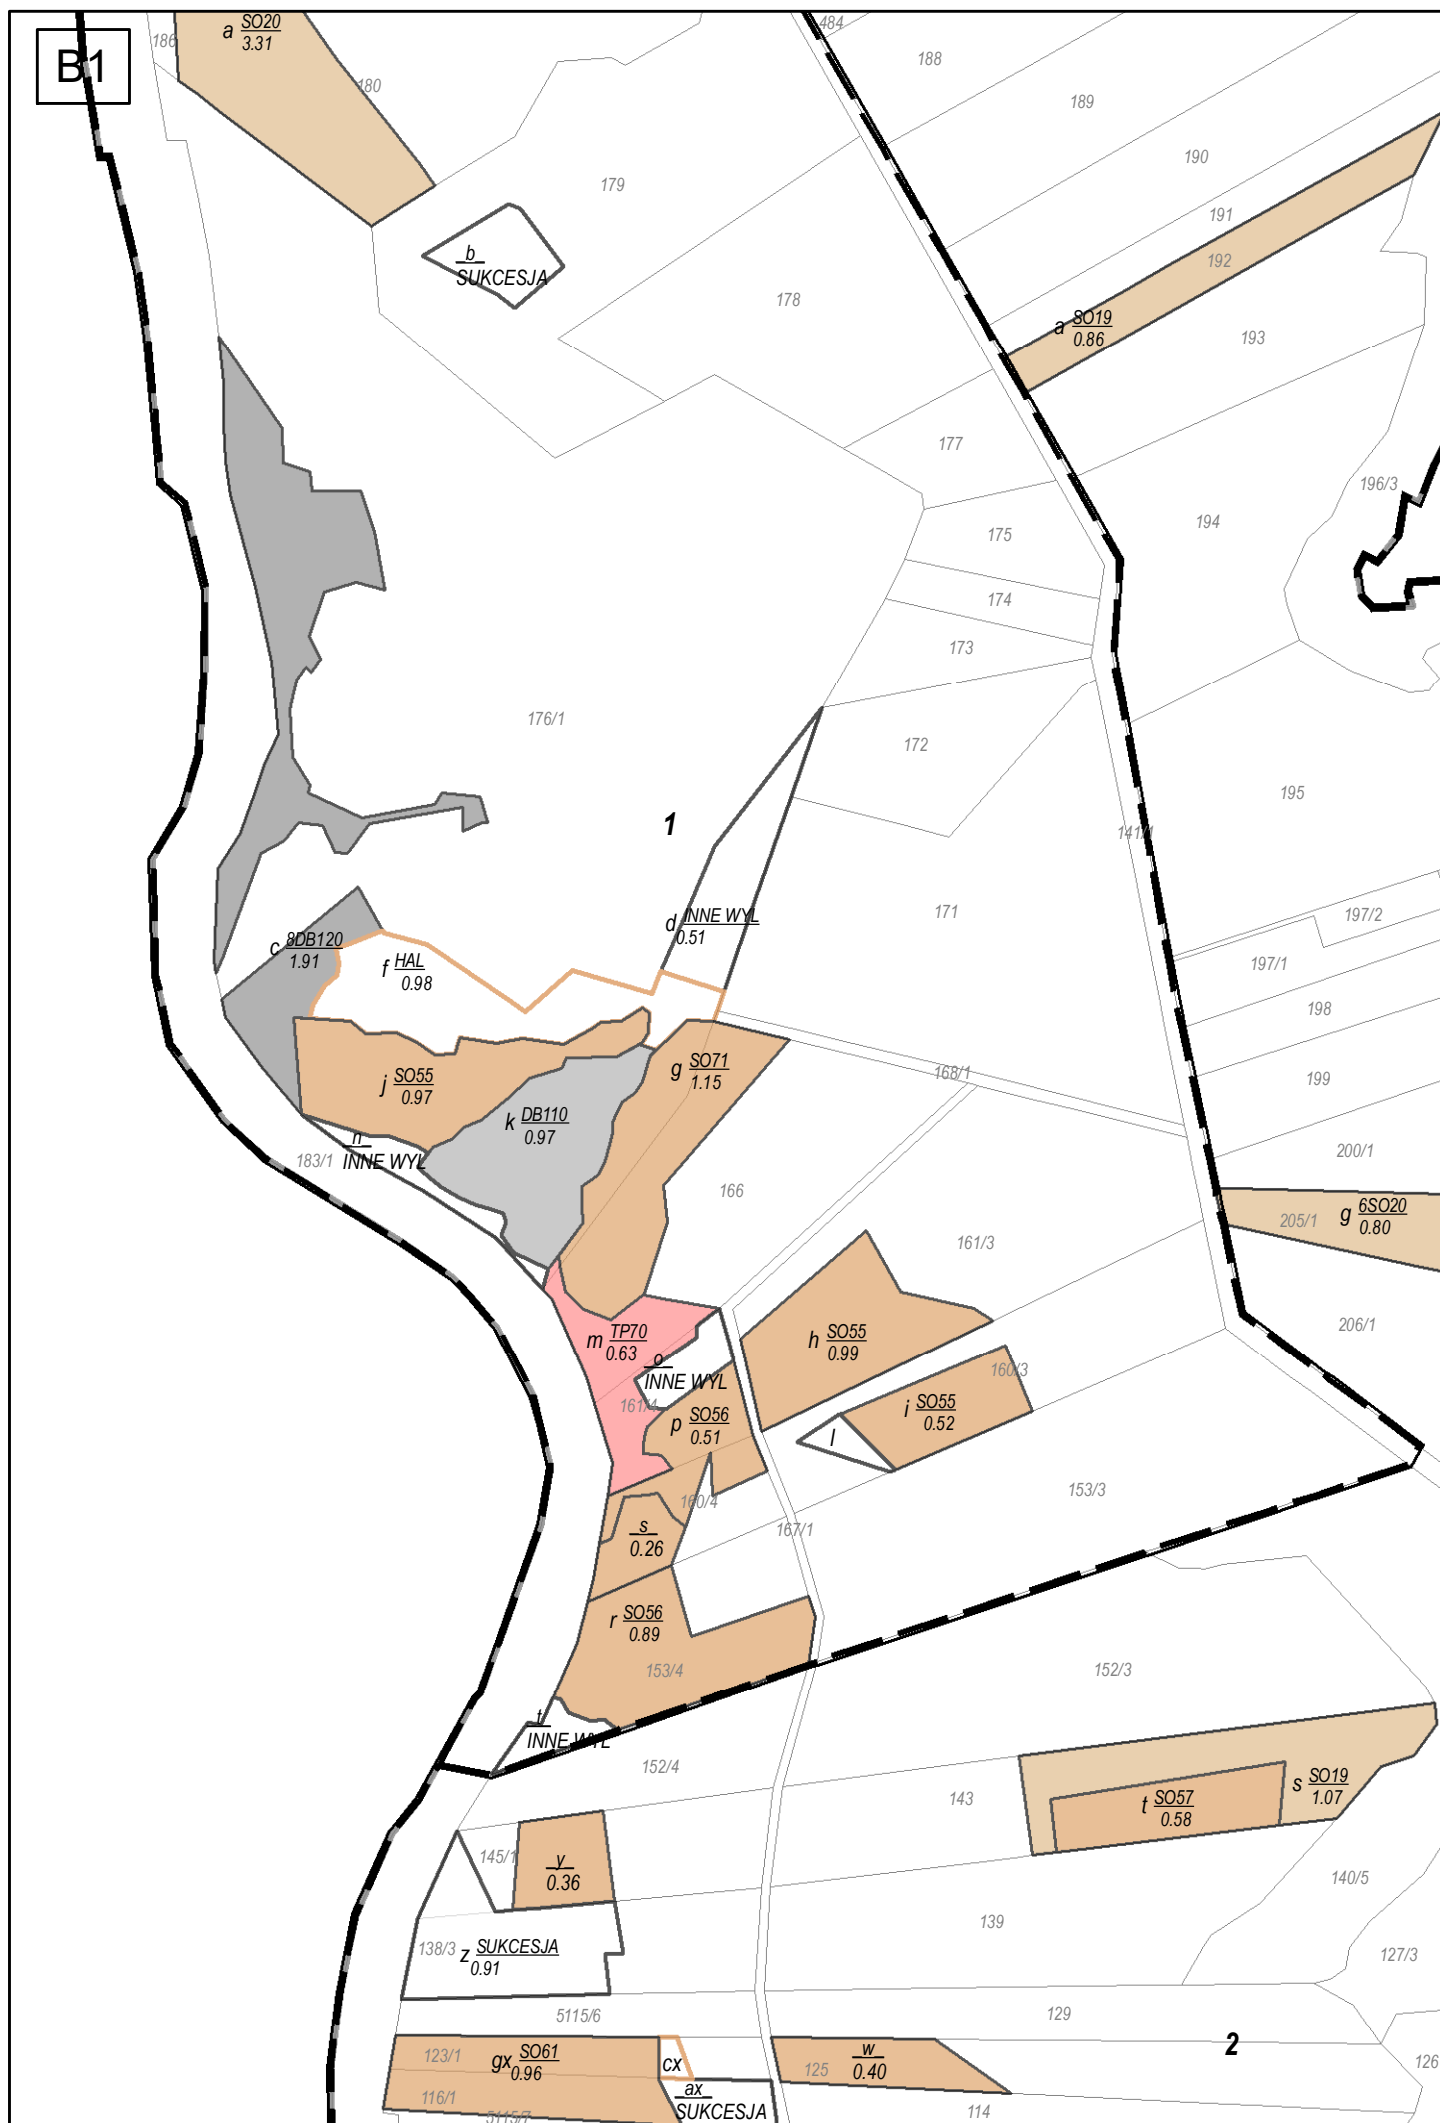 B1
a SO20
3.31
186
180
484
188
189
190
191
192
179
b
SUKCESJA
178
a SO19
0.86
193
177
196/3
175
194
174
173
176/1
172
195
1
141/1
d INNE WYL
0.51
171
197/2
197/1
c 8DB120
1.91
f HAL
0.98
198
g SO71
1.15
168/1
199
j SO55
0.97
k DB110
0.97
n
INNE WYL
183/1
200/1
166
205/1
g 6SO20
0.80
161/3
206/1
m TP70
0.63
h SO55
0.99
o
INNE WYL
160/3
161/4
p SO56
0.51
i SO55
0.52
l
153/3
160/4
167/1
s
0.26
r SO56
0.89
153/4
152/3
t
INNE WYL
152/4
143
s SO19
1.07
t SO57
0.58
145/1
y
0.36
140/5
139
138/3
z SUKCESJA
0.91
127/3
5115/6
129
2
123/1
gx SO61
0.96
cx
125
w
0.40
126
116/1
ax
SUKCESJA
114
5115/7